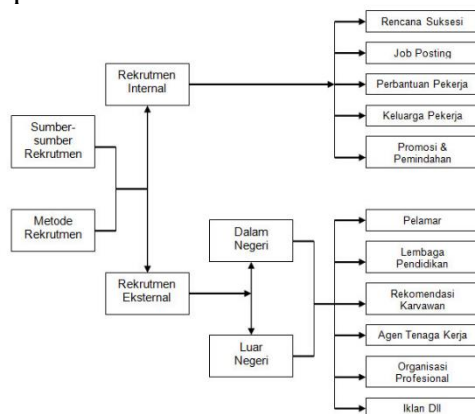 Rencana Suksesi
Job Posting
Rekrutmen
Internal
Perbantuan Pekerja
Keluarga Pekerja
Sumber-
sumber
Rekrutmen
Promosi &
Pemindahan
Metode
Rekrutmen
Dalam
Negeri
Pelamar
Lembaga
Pendidikan
Rekrutmen
Eksternal
Rekomendasi
Karvawan
Agen Tenaga Kerja
Luar
Negeri
Organisasi
Profesional
Iklan Dll